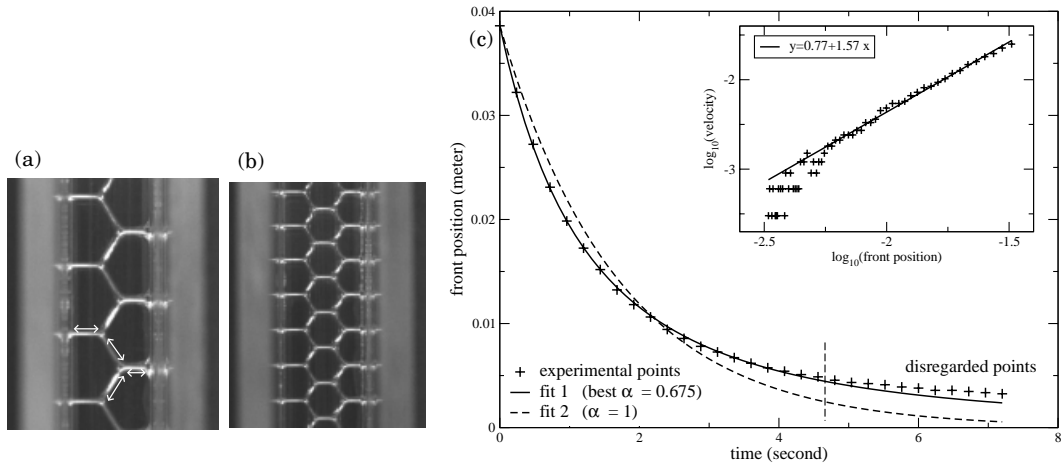 (a)
(b)
(c)
0.04
0.03
0.02
0.01
0
front position (meter)
0
2
4
6
8
time (second)
+ experimental points
fit 1 (best α = 0.675)
fit 2 (α = 1)
disregarded points
y=0.77+1.57 x
-2
-3
log10(velocity)
-2.5
-2
-1.5
log10(front position)